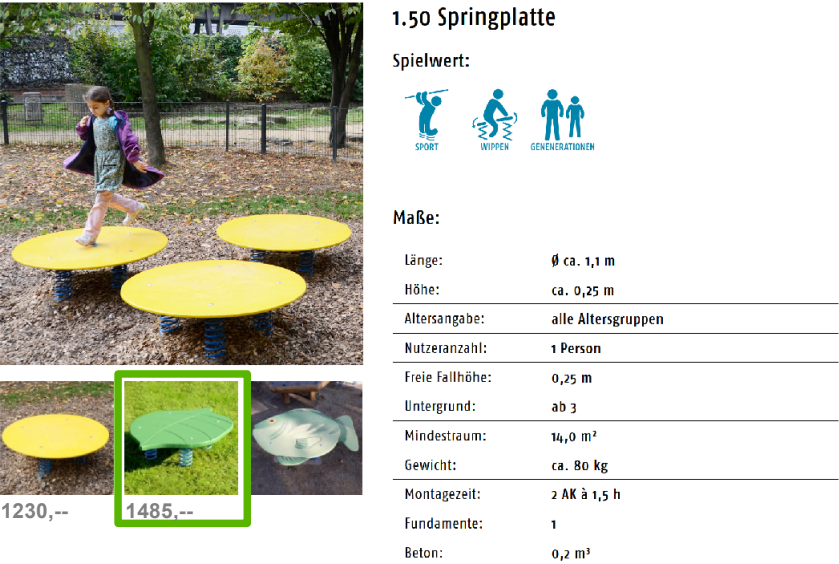 1.50 Springplatte
Spielwert:
SPORT WIPPEN GENENERATIONEN
Maße:
Länge: Ø ca. 1,1 m
Höhe: ca. 0,25 m
Altersangabe: alle Altersgruppen
Nutzeranzahl: 1 Person
Freie Fallhöhe: 0,25 m
Untergrund: ab 3
Mindestraum: 14,0 m²
Gewicht: ca. 80 kg
Montagezeit: 2 AK à 1,5 h
Fundamente: 1
Beton: 0,2 m³
1230,-- 1485,--